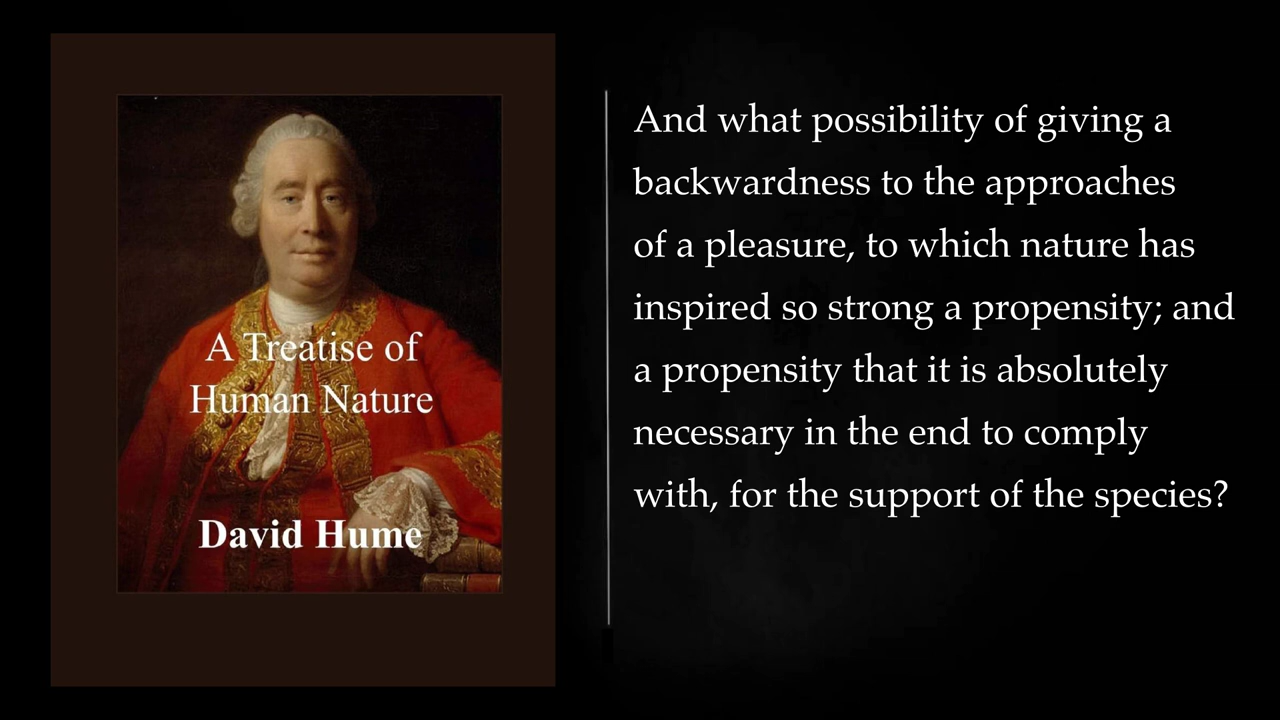 A Treatise of
Human Nature
David Hume
And what possibility of giving a
backwardness to the approaches
of a pleasure, to which nature has
inspired so strong a propensity; and
a propensity that it is absolutely
necessary in the end to comply
with, for the support of the species?